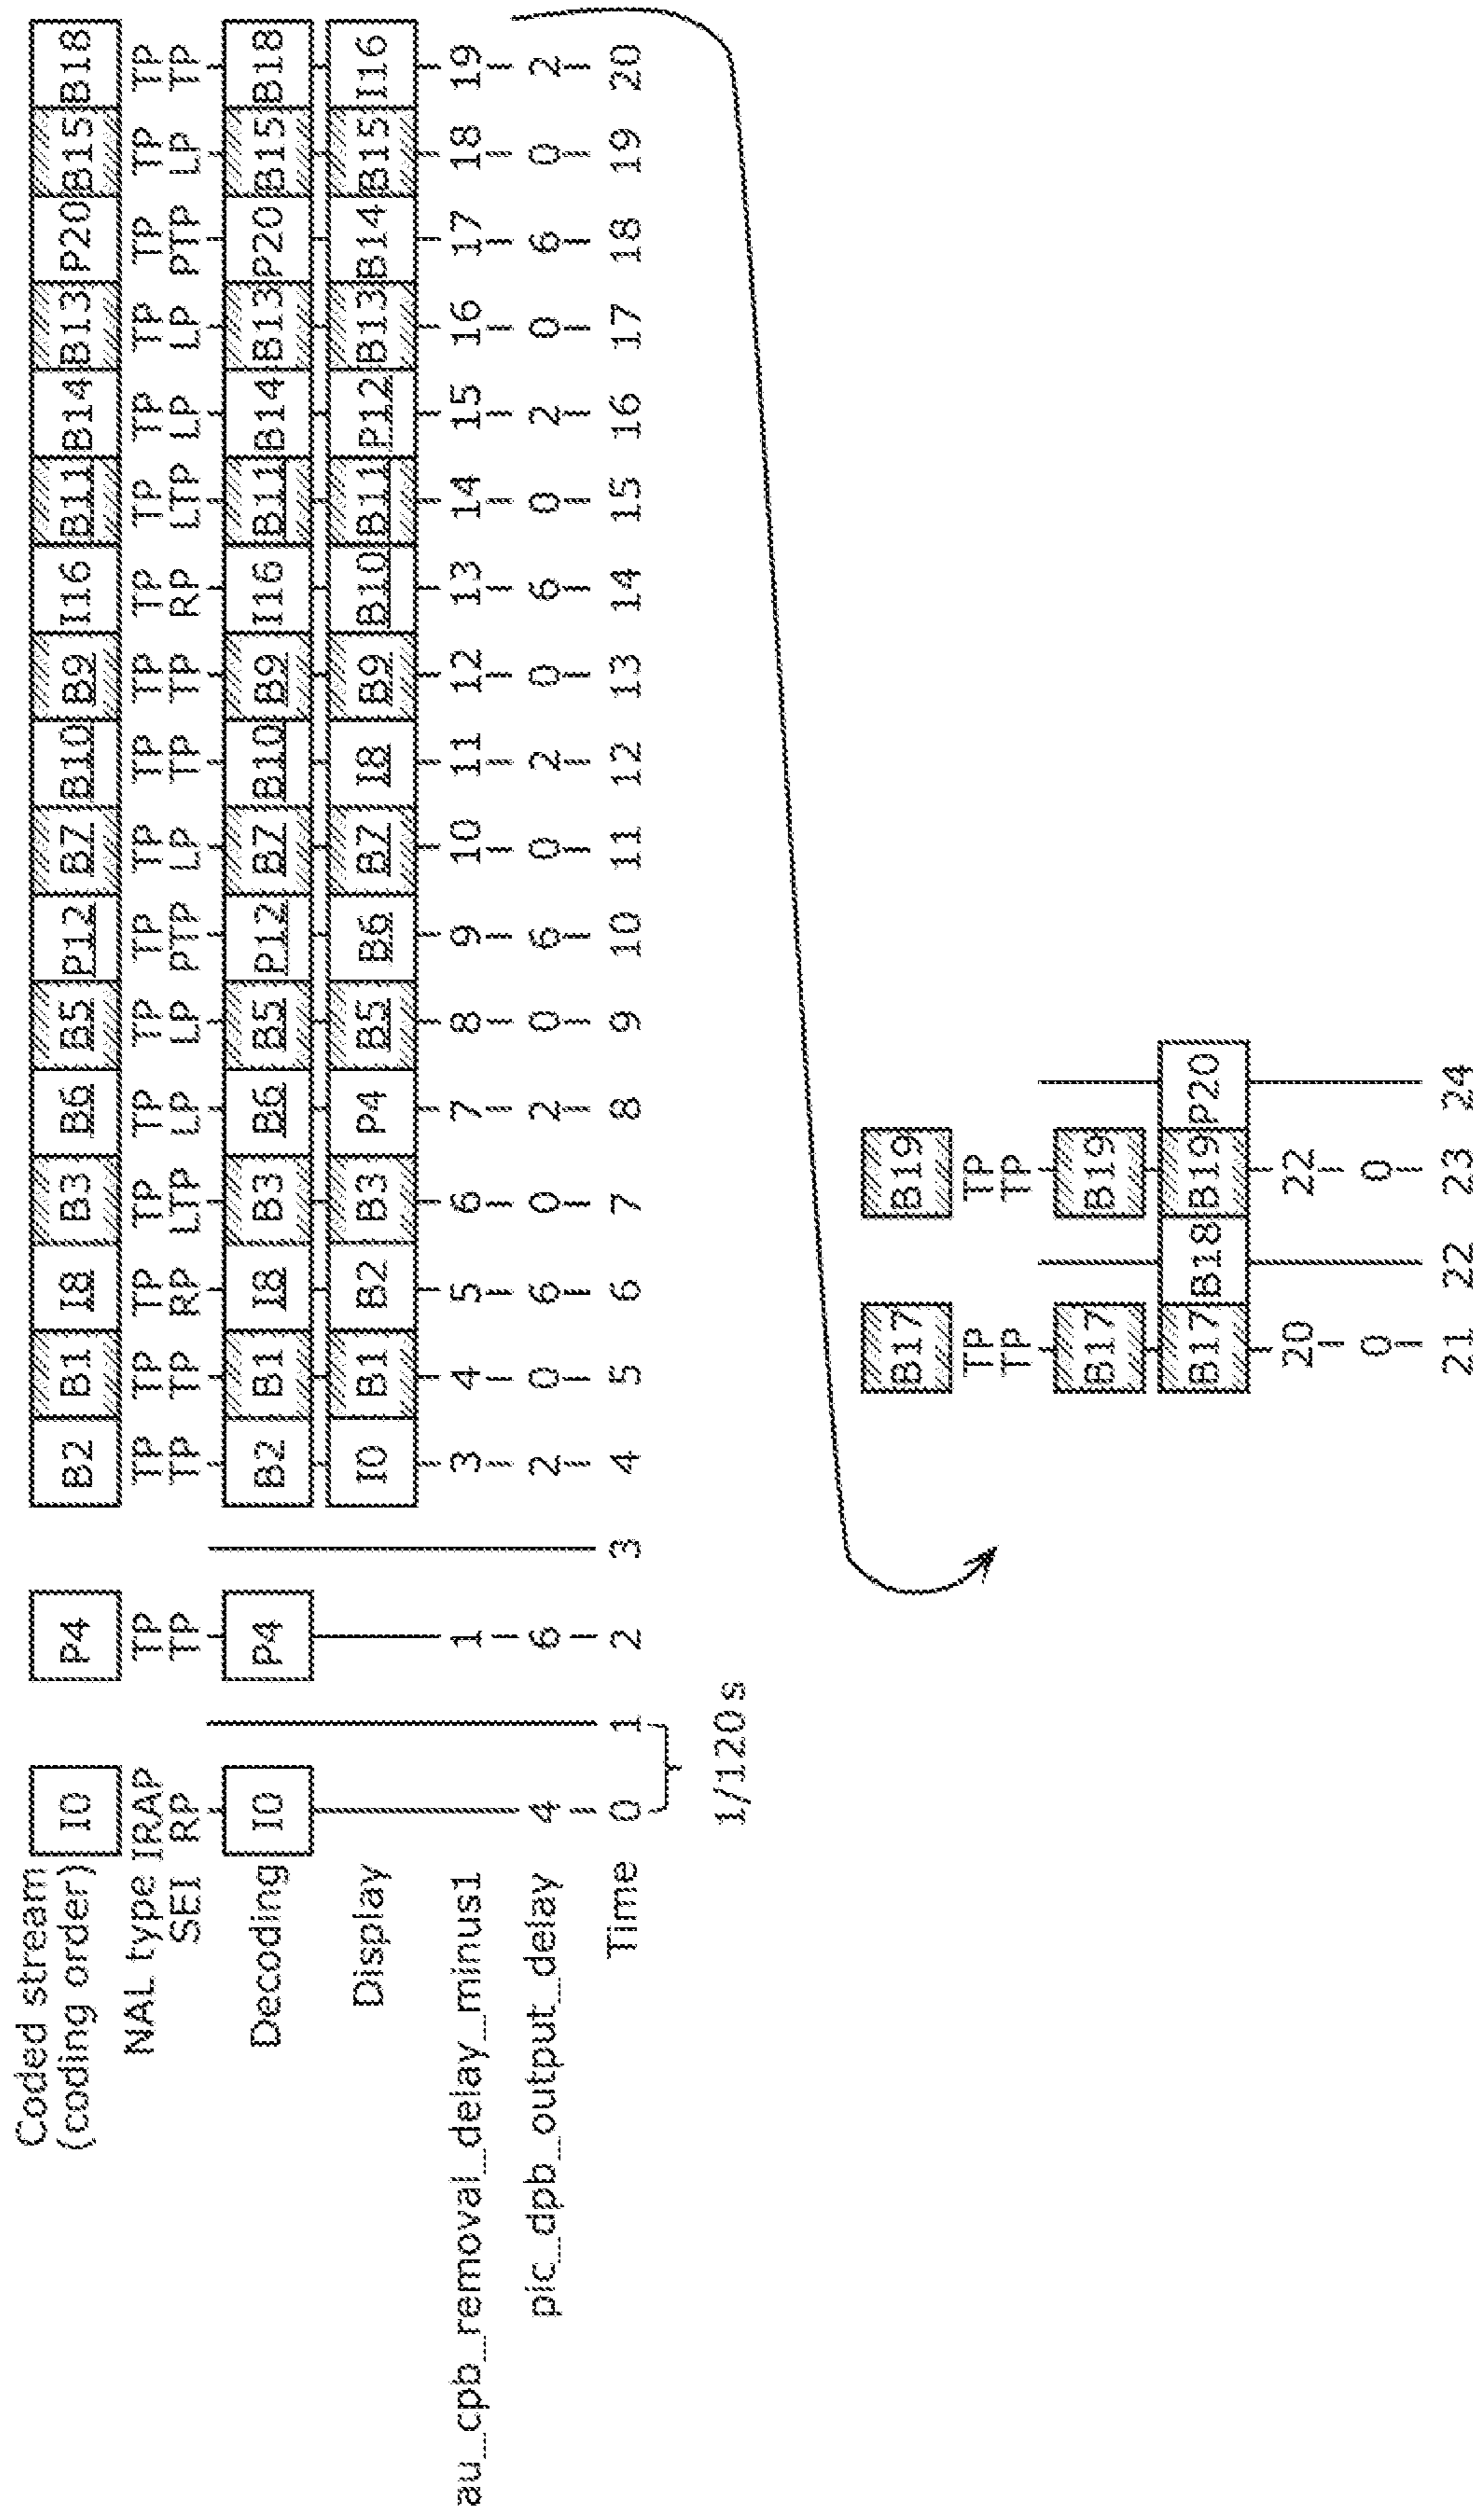 Coded stream
(coding order)
I0 P4 B2 B1 I8 B3 B6 B5 P12 B7 B10 B9 I16 B11 B14 B13 P20 B15 B18
NAL type IRAP TP TP TP TP TP TP TP TP TP TP TP TP TP TP TP TP TP TP
SEI RP TP TP TP RP LTP LP LP PTP LP TP TP RP LTP LP LP PTP LP TP
Decoding I0 P4 B2 B1 I8 B3 B6 B5 P12 B7 B10 B9 I16 B11 B14 B13 P20 B15 B18
Display I0 B1 B2 B3 P4 B5 B6 B7 I8 B9 B10 B11 P12 B13 B14 B15 I16
au_cpb_removal_delay_minus1 1 3 4 5 6 7 8 9 10 11 12 13 14 15 16 17 18 19
pic_dpb_output_delay 4 6 2 0 6 0 2 0 6 0 2 0 6 0 2 0 6 0 2
Time 0 1 2 3 4 5 6 7 8 9 10 11 12 13 14 15 16 17 18 19 20
1/120s
B17 B19
TP TP
TP TP
B17 B19
B17 B18 B19 P20
20 22
0 0
21 22 23 24